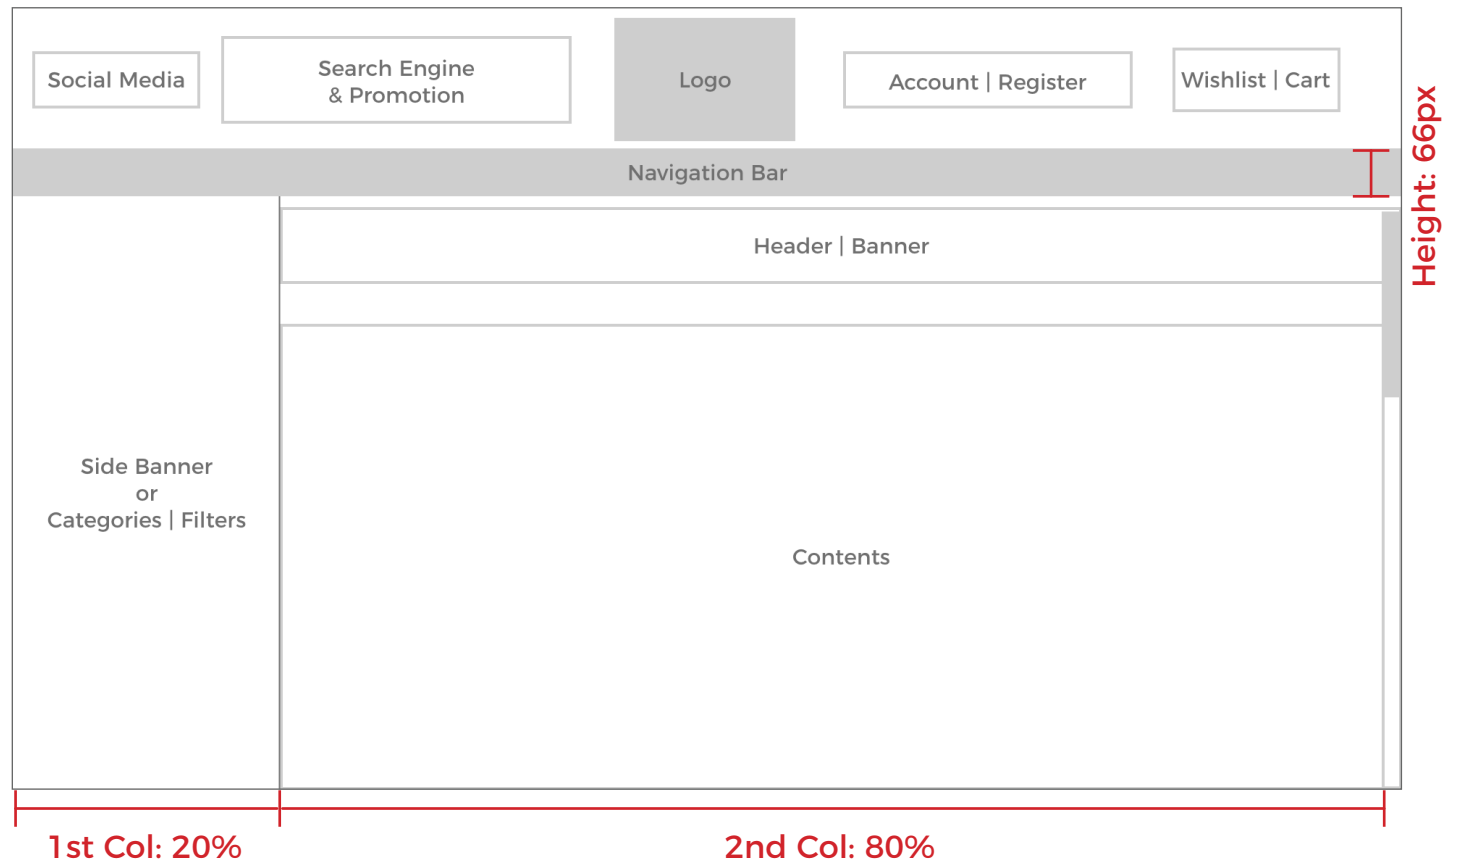 Social Media
Search Engine
& Promotion
Logo
Account | Register
Wishlist | Cart
Height: 66px
Navigation Bar
Header | Banner
Side Banner
or
Categories | Filters
Contents
1st Col: 20%
2nd Col: 80%